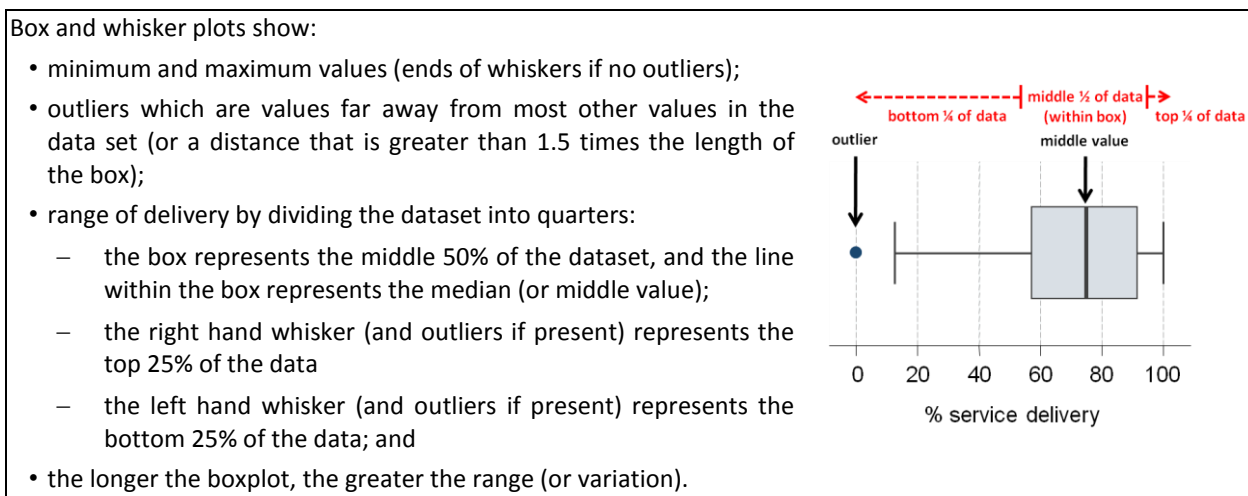 Box and whisker plots show:
• minimum and maximum values (ends of whiskers if no outliers);
• outliers which are values far away from most other values in the
data set (or a distance that is greater than 1.5 times the length of
the box);
• range of delivery by dividing the dataset into quarters:
– the box represents the middle 50% of the dataset, and the line
within the box represents the median (or middle value);
– the right hand whisker (and outliers if present) represents the
top 25% of the data
– the left hand whisker (and outliers if present) represents the
bottom 25% of the data; and
• the longer the boxplot, the greater the range (or variation).
middle ½ of data
bottom ¼ of data (within box) top ¼ of data
outlier middle value
0 20 40 60 80 100
% service delivery